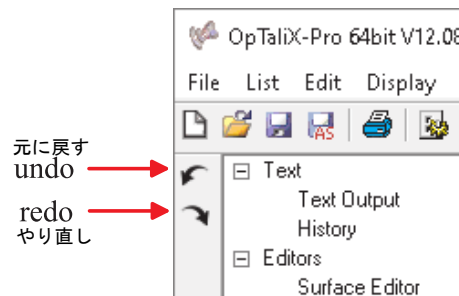 OpTaliX-Pro 64bit V12.08
File List Edit Display
AS
元に戻す
undo
redo
やり直し
Text
Text Output
History
Editors
Surface Editor